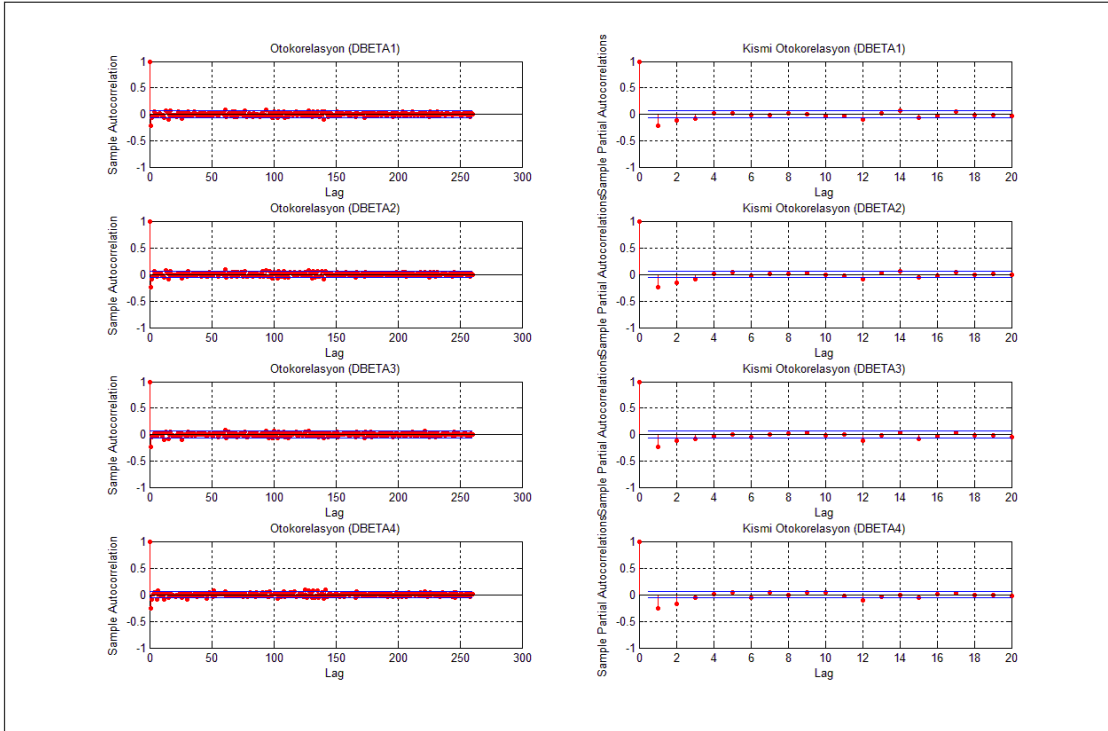 Otokorelasyon (DBETA1)
Sample Autocorrelation
1
0.5
0
-0.5
-1
0 50 100 150 200 250 300
Lag
Kismi Otokorelasyon (DBETA1)
Sample Partial Autocorrelations
1
0.5
0
-0.5
-1
0 2 4 6 8 10 12 14 16 18 20
Lag
Otokorelasyon (DBETA2)
Sample Autocorrelation
1
0.5
0
-0.5
-1
0 50 100 150 200 250 300
Lag
Kismi Otokorelasyon (DBETA2)
Sample Partial Autocorrelations
1
0.5
0
-0.5
-1
0 2 4 6 8 10 12 14 16 18 20
Lag
Otokorelasyon (DBETA3)
Sample Autocorrelation
1
0.5
0
-0.5
-1
0 50 100 150 200 250 300
Lag
Kismi Otokorelasyon (DBETA3)
Sample Partial Autocorrelations
1
0.5
0
-0.5
-1
0 2 4 6 8 10 12 14 16 18 20
Lag
Otokorelasyon (DBETA4)
Sample Autocorrelation
1
0.5
0
-0.5
-1
0 50 100 150 200 250 300
Lag
Kismi Otokorelasyon (DBETA4)
Sample Partial Autocorrelations
1
0.5
0
-0.5
-1
0 2 4 6 8 10 12 14 16 18 20
Lag